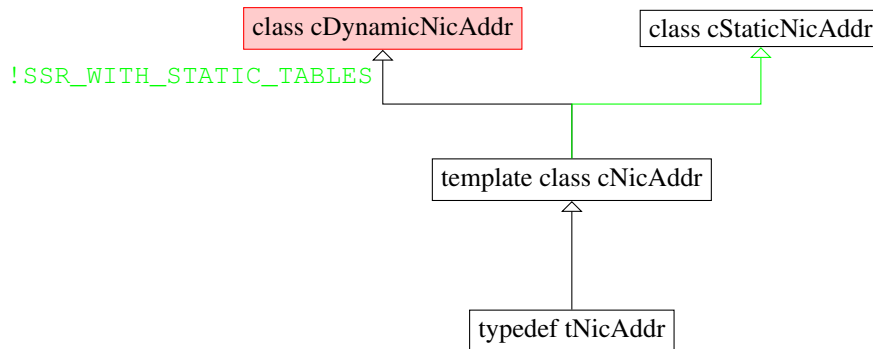 class cDynamicNicAddr
class cStaticNicAddr
!SSR_WITH_STATIC_TABLES
template class cNicAddr
typedef tNicAddr